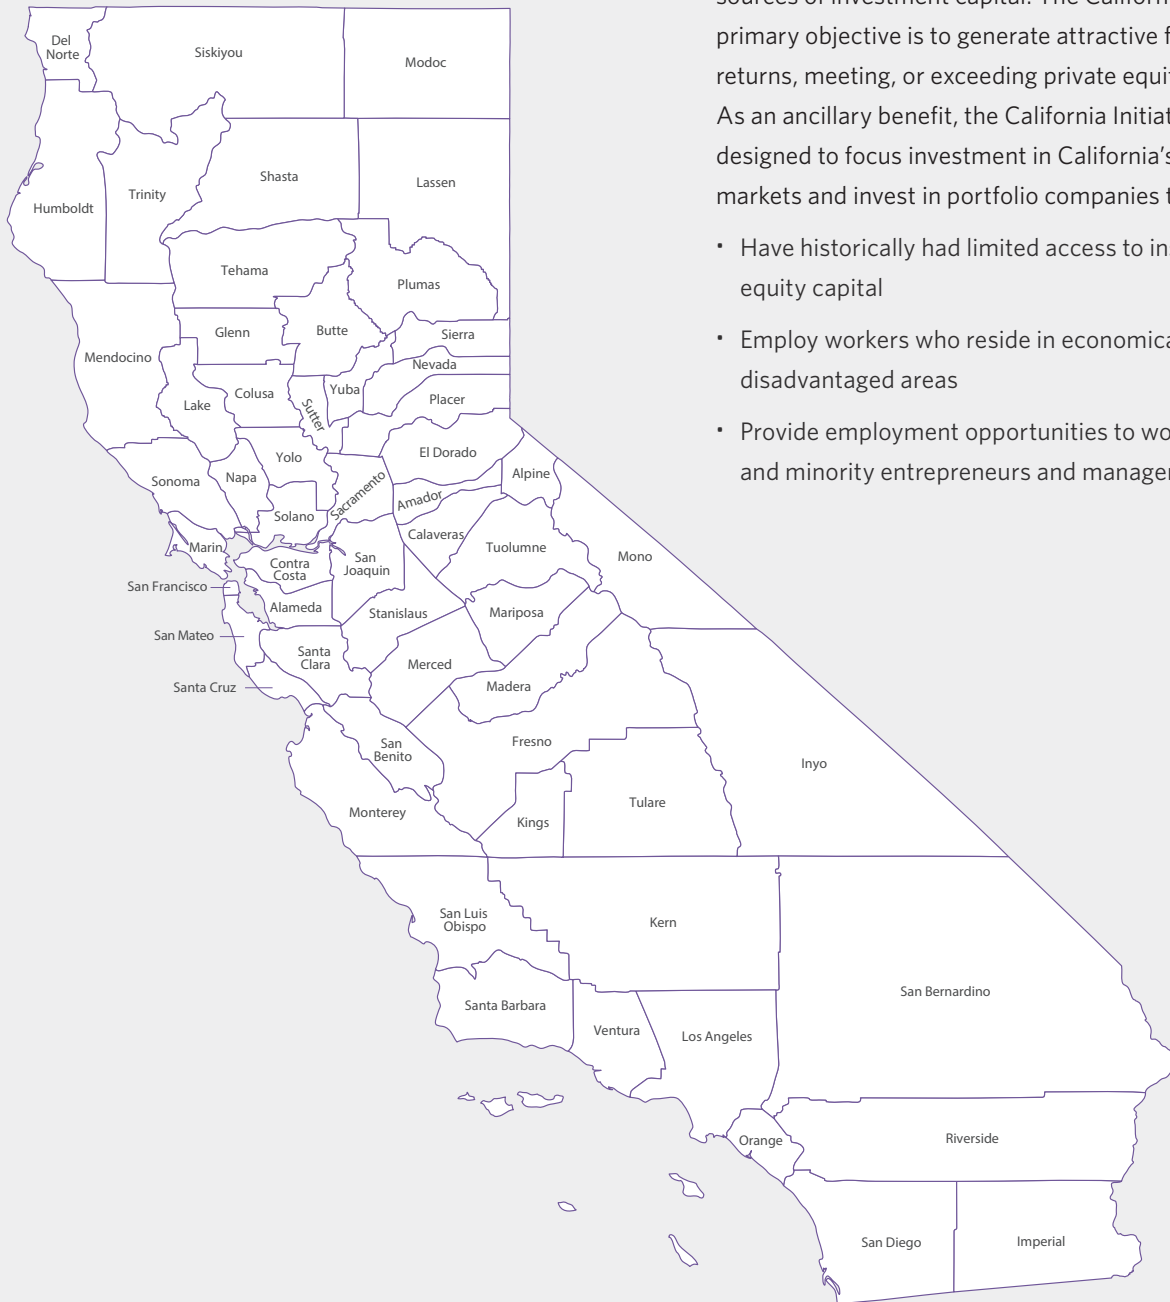 sources of investment capital. The Californ
primary objective is to generate attractive f
returns, meeting, or exceeding private equi
As an ancillary benefit, the California Initiat
designed to focus investment in California's
markets and invest in portfolio companies t
• Have historically had limited access to in
equity capital
• Employ workers who reside in economica
disadvantaged areas
• Provide employment opportunities to wo
and minority entrepreneurs and manager
Del
Norte
Siskiyou
Modoc
Humboldt
Trinity
Shasta
Lassen
Tehama
Plumas
Mendocino
Glenn
Butte
Sierra
Nevada
Lake
Colusa
Sutter
Yuba
Placer
Sonoma
Napa
Yolo
El Dorado
Alpine
Solano
Sacramento
Amador
Calaveras
Tuolumne
Mono
Marin
Contra
Costa
San
Joaquin
San Francisco
Alameda
Stanislaus
Mariposa
San Mateo
Santa
Clara
Merced
Santa Cruz
Madera
San
Benito
Fresno
Inyo
Monterey
Kings
Tulare
San Luis
Obispo
Kern
Santa Barbara
Ventura
Los Angeles
San Bernardino
Orange
Riverside
San Diego
Imperial